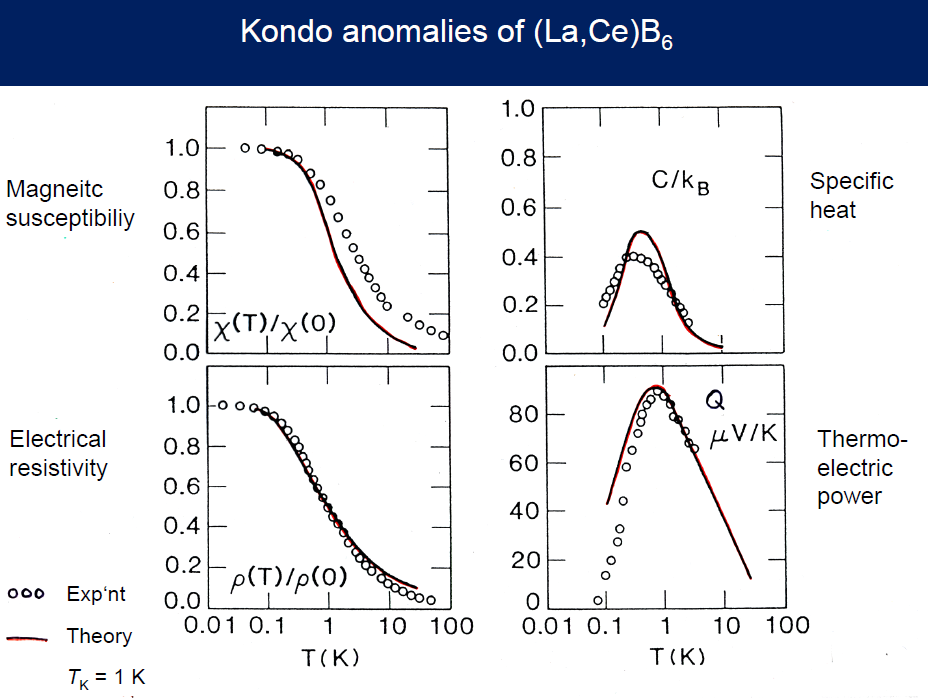 Kondo anomalies of (La,Ce)B₆
Magneitc
susceptibiliy
1.0
0.8
0.6
0.4
0.2
0.0
χ(T)/χ(0)
1.0
0.8
0.6
0.4
0.2
0.0
C/k_B
Specific
heat
Electrical
resistivity
1.0
0.8
0.6
0.4
0.2
0.0
ρ(T)/ρ(0)
0.01 0.1 1 10 100
T(K)
80
60
40
20
0
Q
μV/K
0.01 0.1 1 10 100
T(K)
Thermo-
electric
power
Exp‘nt
Theory
T_K = 1 K